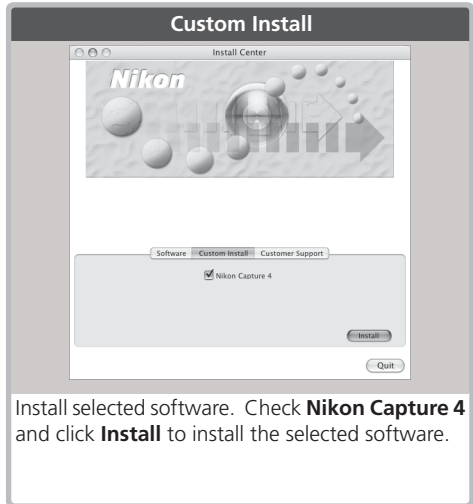 Custom Install
Install Center
Nikon
Software Custom Install Customer Support
Nikon Capture 4
Install
Quit
Install selected software. Check Nikon Capture 4
and click Install to install the selected software.